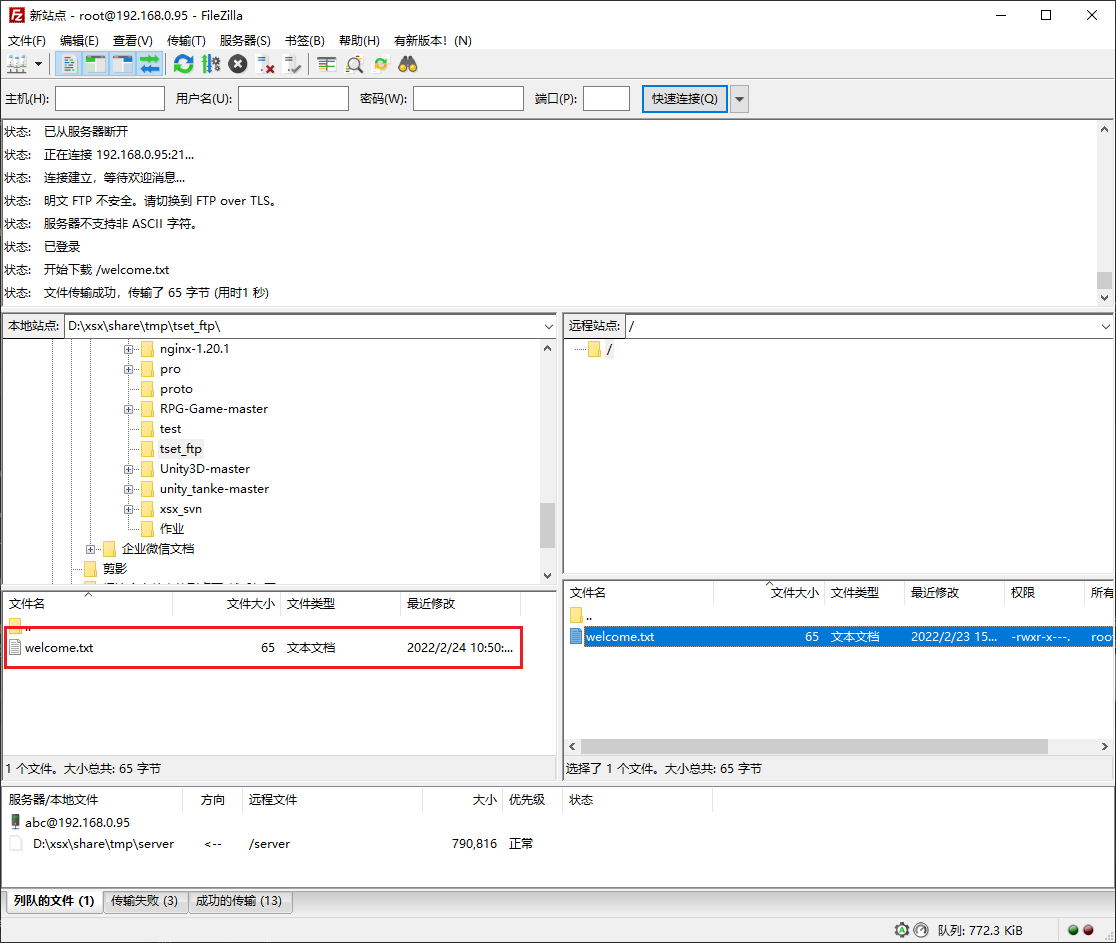 新站点 - root@192.168.0.95 - FileZilla
文件(F) 编辑(E) 查看(V) 传输(T) 服务器(S) 书签(B) 帮助(H) 有新版本！(N)
主机(H): 用户名(U): 密码(W): 端口(P): 快速连接(Q)
状态: 已从服务器断开
状态: 正在连接 192.168.0.95:21...
状态: 连接建立，等待欢迎消息...
状态: 明文 FTP 不安全。请切换到 FTP over TLS。
状态: 服务器不支持非 ASCII 字符。
状态: 已登录
状态: 开始下载 /welcome.txt
状态: 文件传输成功，传输了 65 字节 (用时1 秒)
本地站点: D:\xsx\share\tmp\tset_ftp\
nginx-1.20.1
pro
proto
RPG-Game-master
test
tset_ftp
Unity3D-master
unity_tanke-master
xsx_svn
作业
企业微信文档
剪影
远程站点: /
/
文件名 文件大小 文件类型 最近修改
..
welcome.txt 65 文本文档 2022/2/24 10:50:...
1 个文件。大小总共: 65 字节
文件名 文件大小 文件类型 最近修改 权限 所有
..
welcome.txt 65 文本文档 2022/2/23 15... -rwxr-x---. roo
选择了 1 个文件。大小总共: 65 字节
服务器/本地文件 方向 远程文件 大小 优先级 状态
abc@192.168.0.95
D:\xsx\share\tmp\server <-- /server 790,816 正常
列队的文件 (1) 传输失败 (3) 成功的传输 (13)
队列: 772.3 KiB